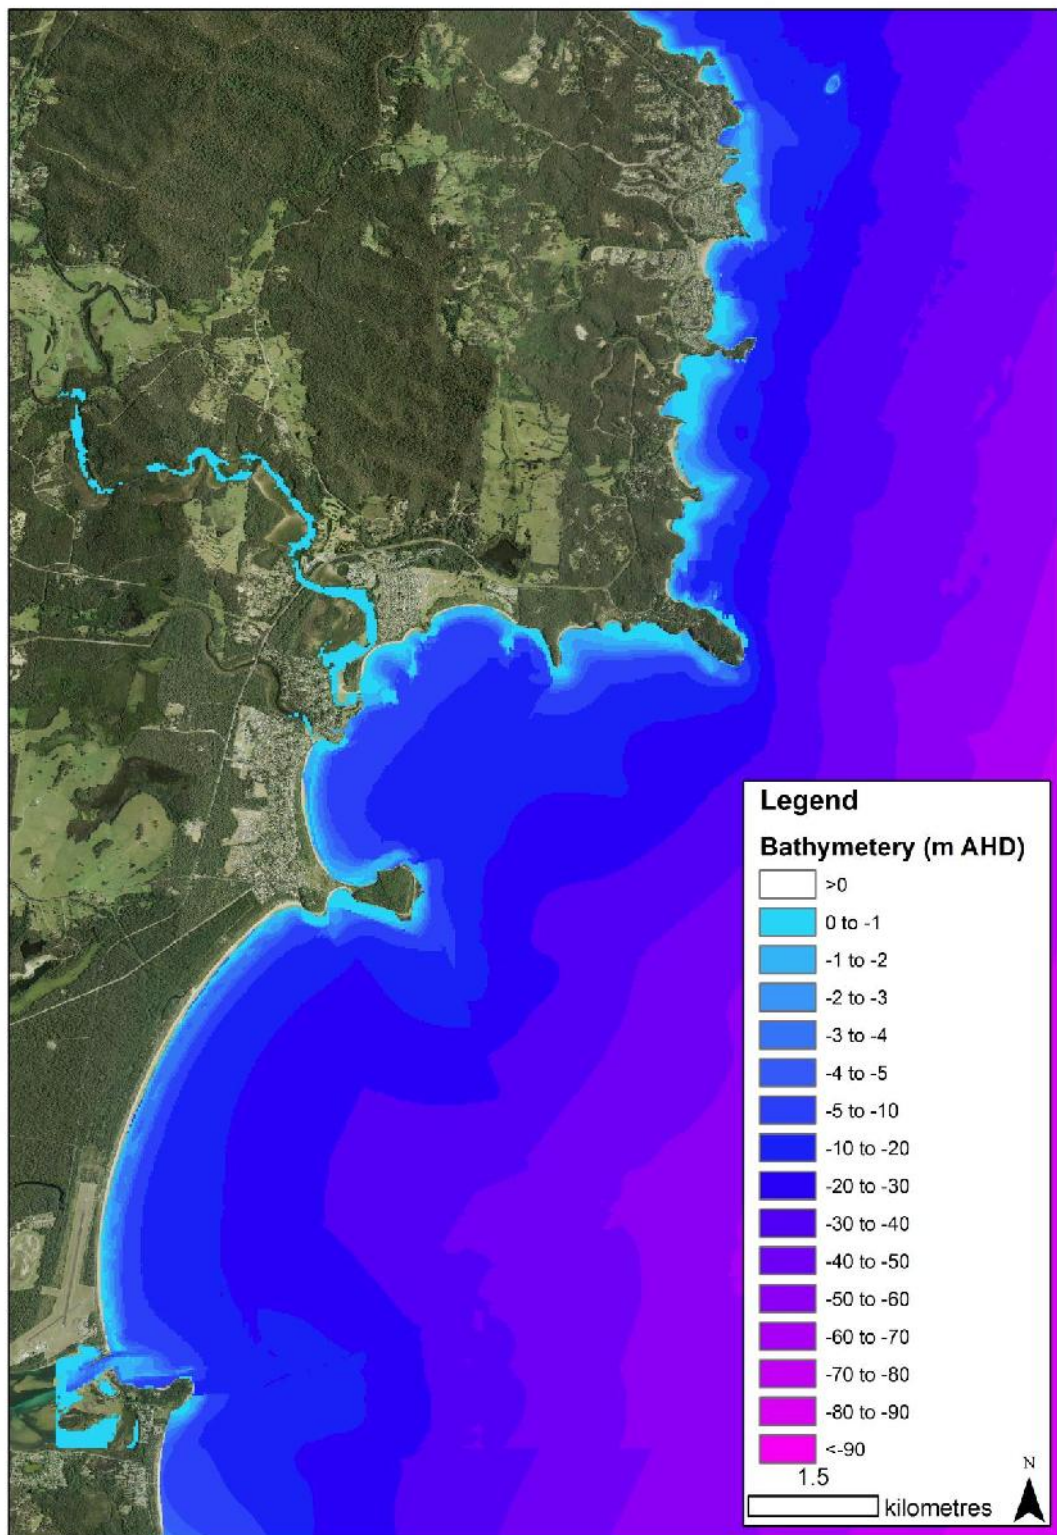 Legend
Bathymetery (m AHD)
>0
0 to -1
-1 to -2
-2 to -3
-3 to -4
-4 to -5
-5 to -10
-10 to -20
-20 to -30
-30 to -40
-40 to -50
-50 to -60
-60 to -70
-70 to -80
-80 to -90
<-90
N
1.5
kilometres